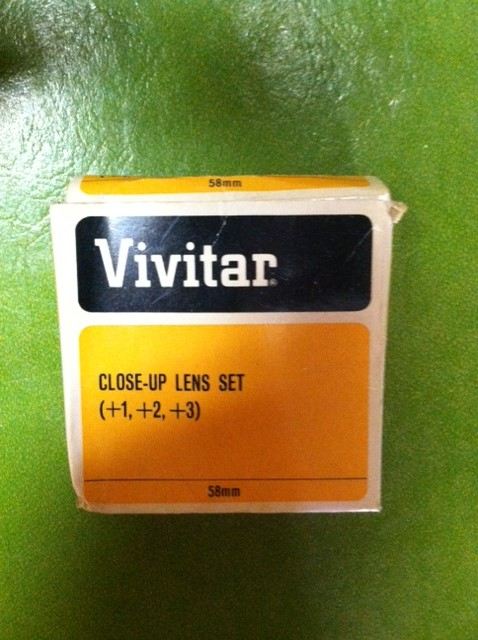 58mm
Vivitar
CLOSE-UP LENS SET
(+1, +2, +3)
58mm